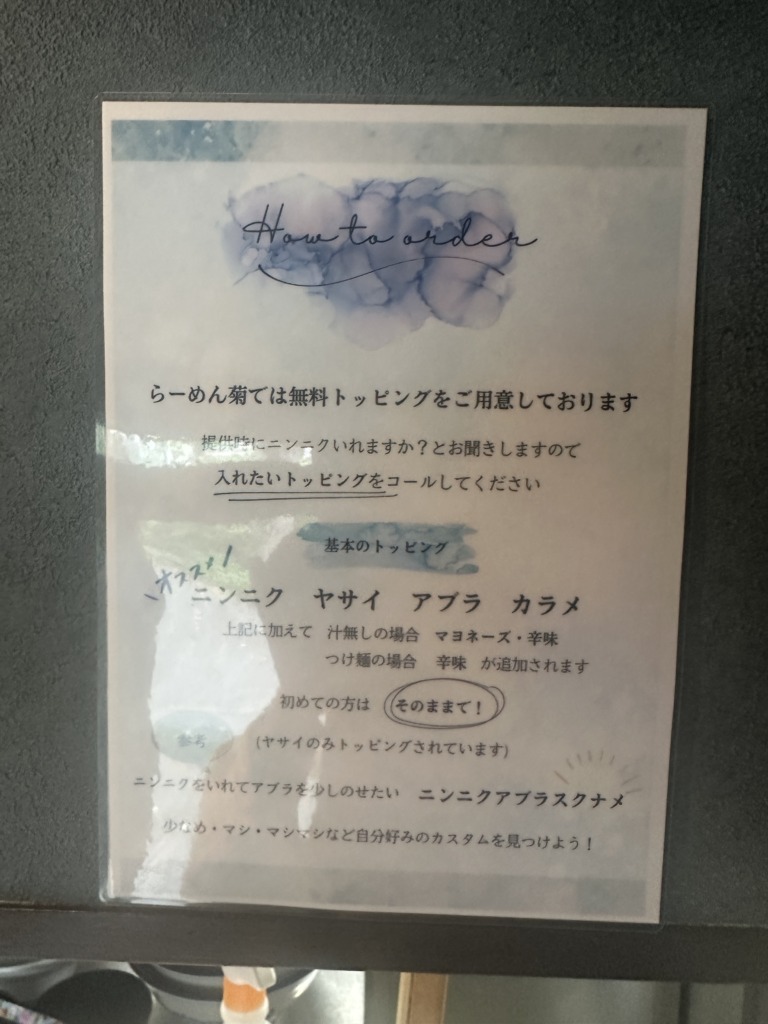 How to order
らーめん菊では無料トッピングをご用意しております
提供時にニンニクいれますか？とお聞きしますので
入れたいトッピングをコールしてください
基本のトッピング
オススメ！
ニンニク ヤサイ アブラ カラメ
上記に加えて 汁無しの場合 マヨネーズ・辛味
つけ麺の場合 辛味 が追加されます
初めての方は そのままで！
(ヤサイのみトッピングされています)
参考
ニンニクをいれてアブラを少しのせたい ニンニクアブラスクナメ
少なめ・マシ・マシマシなど自分好みのカスタムを見つけよう！